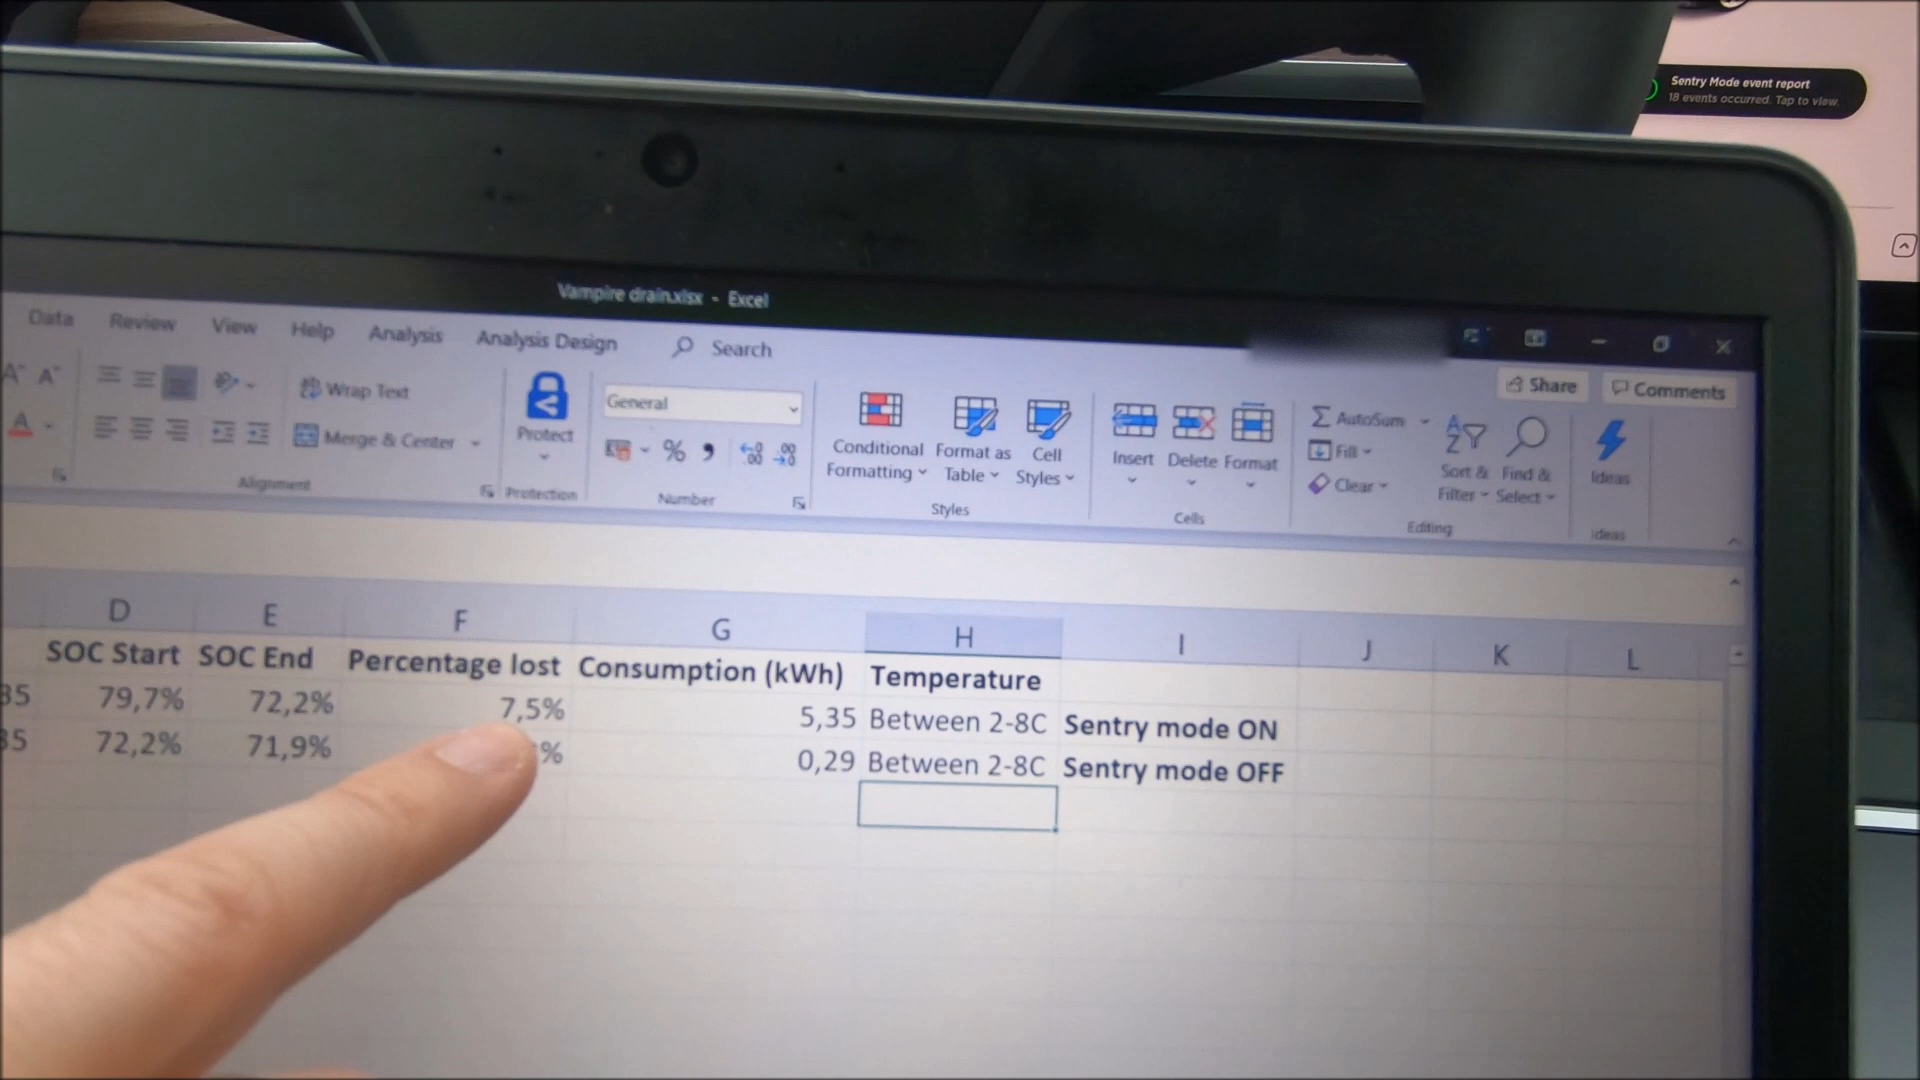 Sentry Mode event report
18 events occurred. Tap to view.
Vampire drain.xlsx - Excel
Data Review View Help Analysis Analysis Design Search
Share Comments
Wrap Text
Merge & Center
Alignment
Protect
Protection
General
Number
Conditional Formatting
Format as Table
Cell Styles
Styles
Insert Delete Format
Cells
AutoSum
Fill
Clear
Sort & Filter
Find & Select
Editing
Ideas
Ideas
D E F G H I J K L
SOC Start SOC End Percentage lost Consumption (kWh) Temperature
35 79,7% 72,2% 7,5% 5,35 Between 2-8C Sentry mode ON
35 72,2% 71,9% % 0,29 Between 2-8C Sentry mode OFF